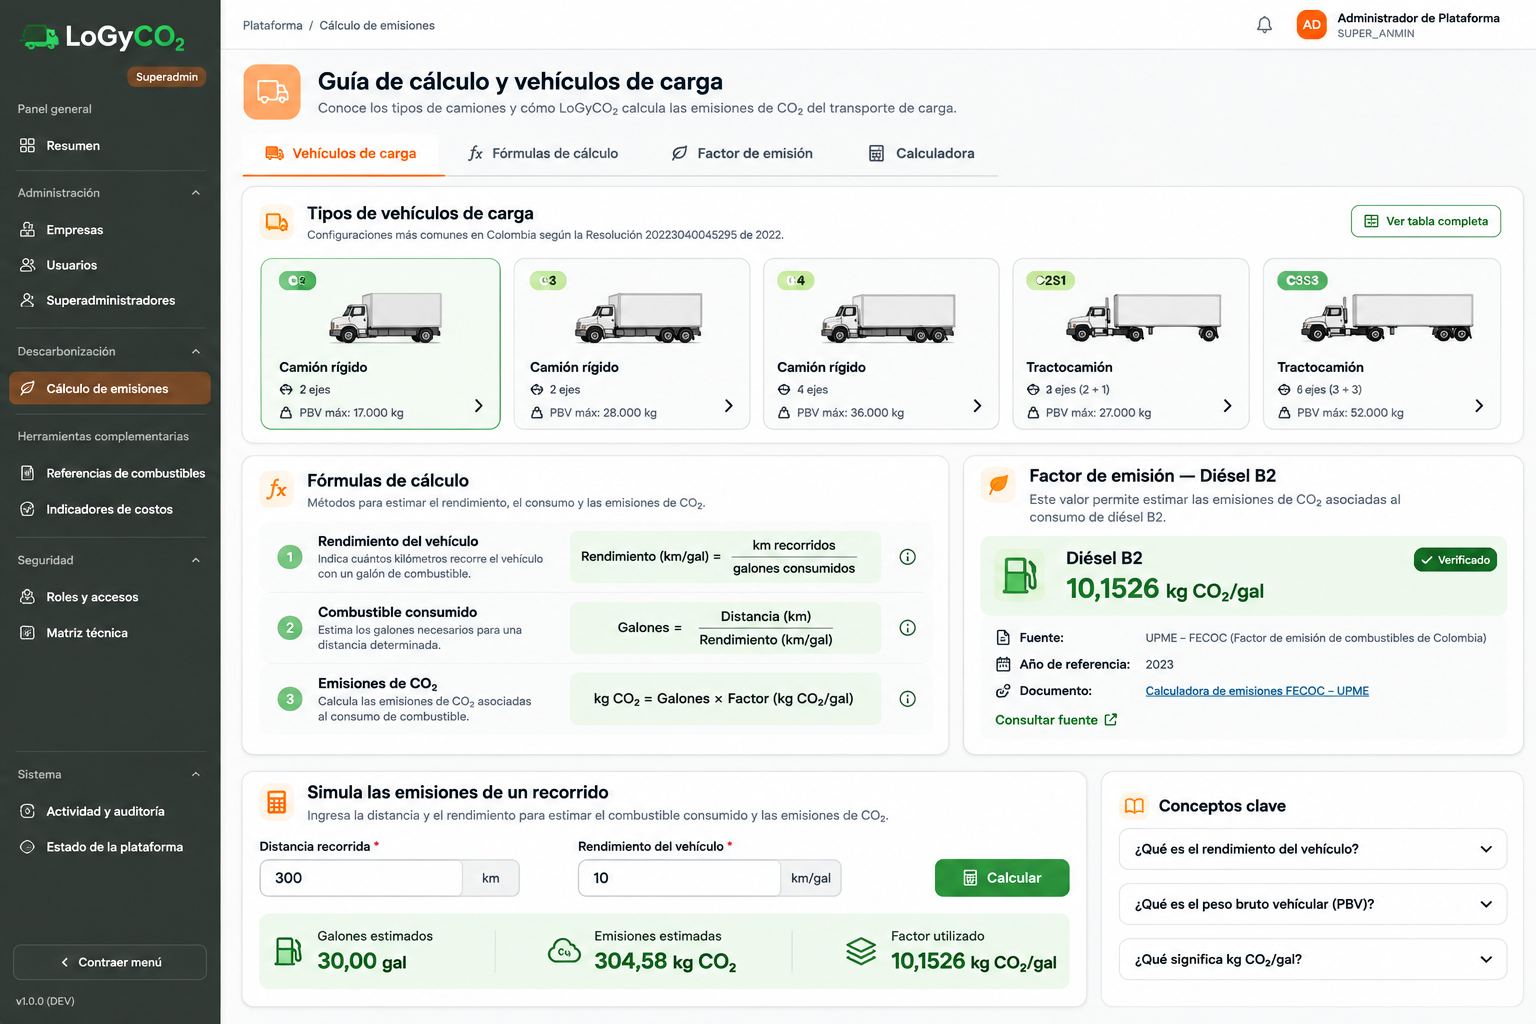 LoGyCO₂
Superadmin
Panel general
Resumen
Administración
Empresas
Usuarios
Superadministradores
Descarbonización
Cálculo de emisiones
Herramientas complementarias
Referencias de combustibles
Indicadores de costos
Seguridad
Roles y accesos
Matriz técnica
Sistema
Actividad y auditoría
Estado de la plataforma
Contraer menú
v1.0.0 (DEV)
Plataforma / Cálculo de emisiones
AD
Administrador de Plataforma
SUPER_ANMIN
Guía de cálculo y vehículos de carga
Conoce los tipos de camiones y cómo LoGyCO₂ calcula las emisiones de CO₂ del transporte de carga.
Vehículos de carga
fx Fórmulas de cálculo
Factor de emisión
Calculadora
Tipos de vehículos de carga
Configuraciones más comunes en Colombia según la Resolución 20223040045295 de 2022.
Ver tabla completa
Camión rígido
2 ejes
PBV máx: 17.000 kg
3
Camión rígido
2 ejes
PBV máx: 28.000 kg
4
Camión rígido
4 ejes
PBV máx: 36.000 kg
C2S1
Tractocamión
3 ejes (2 + 1)
PBV máx: 27.000 kg
C3S3
Tractocamión
6 ejes (3 + 3)
PBV máx: 52.000 kg
fx
Fórmulas de cálculo
Métodos para estimar el rendimiento, el consumo y las emisiones de CO₂.
1
Rendimiento del vehículo
Indica cuántos kilómetros recorre el vehículo
con un galón de combustible.
Rendimiento (km/gal) = km recorridos
galones consumidos
2
Combustible consumido
Estima los galones necesarios para una
distancia determinada.
Galones = Distancia (km)
Rendimiento (km/gal)
3
Emisiones de CO₂
Calcula las emisiones de CO₂ asociadas
al consumo de combustible.
kg CO₂ = Galones × Factor (kg CO₂/gal)
Factor de emisión — Diésel B2
Este valor permite estimar las emisiones de CO₂ asociadas al
consumo de diésel B2.
Diésel B2
10,1526 kg CO₂/gal
Verificado
Fuente: UPME – FECOC (Factor de emisión de combustibles de Colombia)
Año de referencia: 2023
Documento: Calculadora de emisiones FECOC – UPME
Consultar fuente
Simula las emisiones de un recorrido
Ingresa la distancia y el rendimiento para estimar el combustible consumido y las emisiones de CO₂.
Distancia recorrida *
300 km
Rendimiento del vehículo *
10 km/gal
Calcular
Galones estimados
30,00 gal
Emisiones estimadas
304,58 kg CO₂
Factor utilizado
10,1526 kg CO₂/gal
Conceptos clave
¿Qué es el rendimiento del vehículo?
¿Qué es el peso bruto vehícular (PBV)?
¿Qué significa kg CO₂/gal?